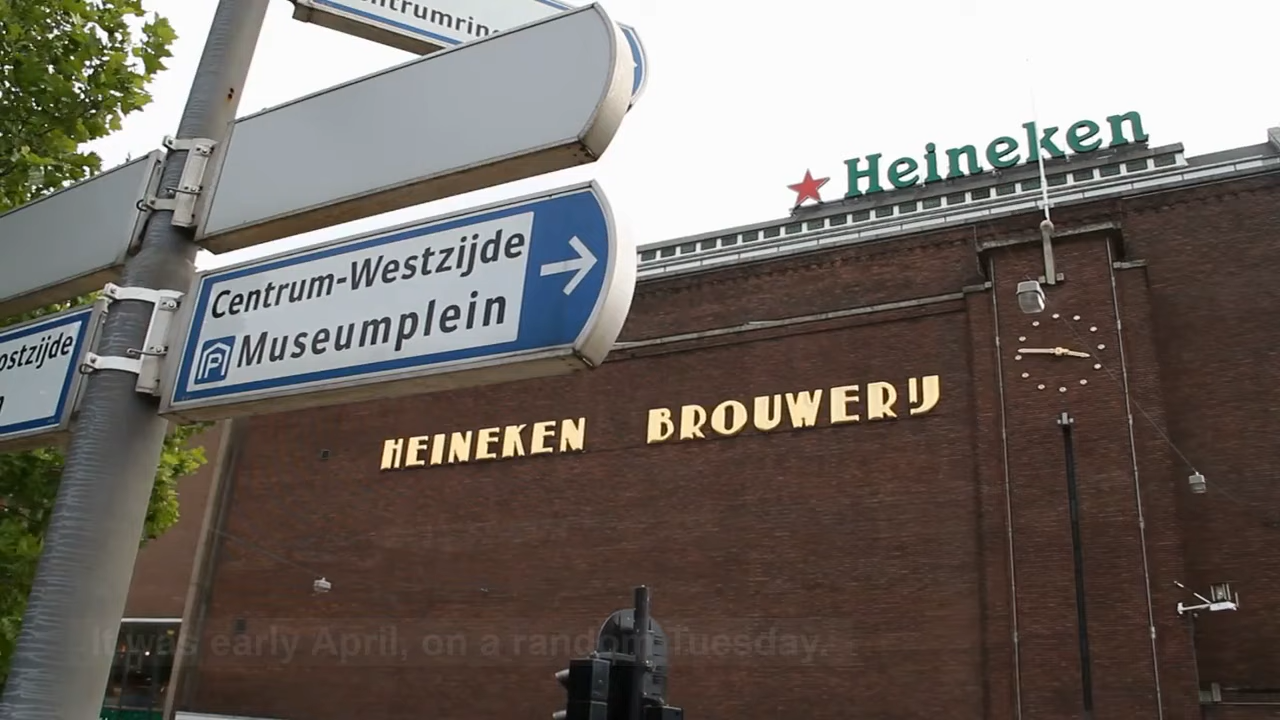 Heineken
Centrum-Westzijde
P Museumplein
HEINEKEN BROUWERIJ
It was early April, on a random Tuesday.